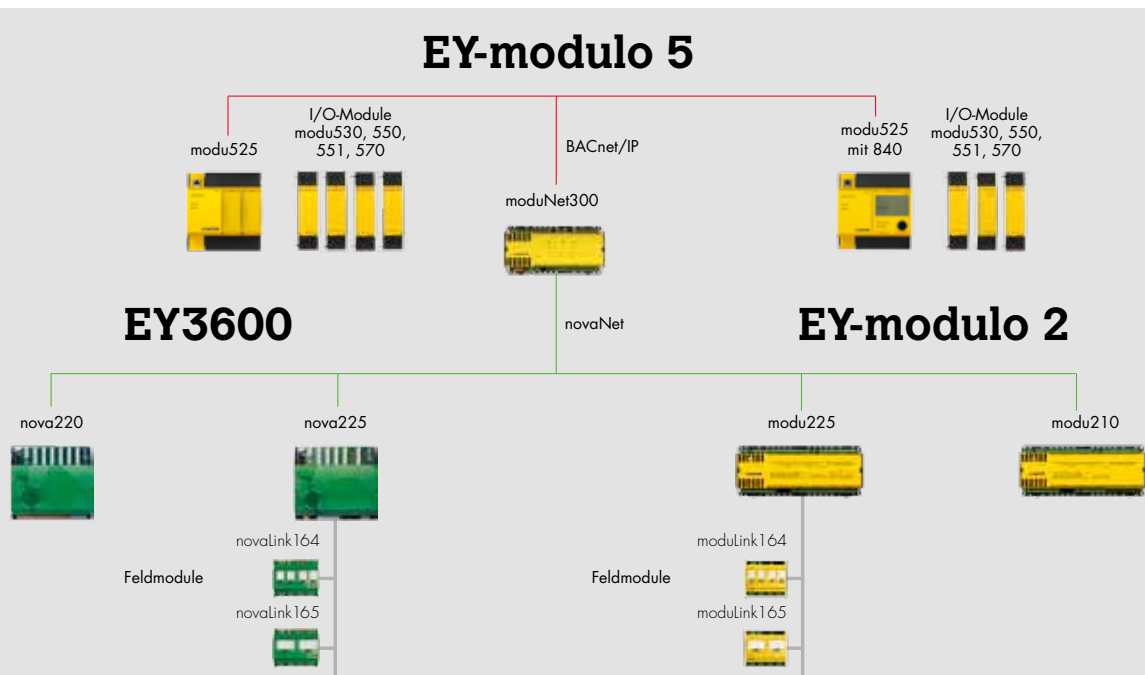 EY-modulo 5
modu525
I/O-Module
modu530, 550,
551, 570
BACnet/IP
modu525
mit 840
I/O-Module
modu530, 550,
551, 570
moduNet300
EY3600
novaNet
EY-modulo 2
nova220
nova225
modu225
modu210
novaLink164
moduLink164
Feldmodule
Feldmodule
novaLink165
moduLink165